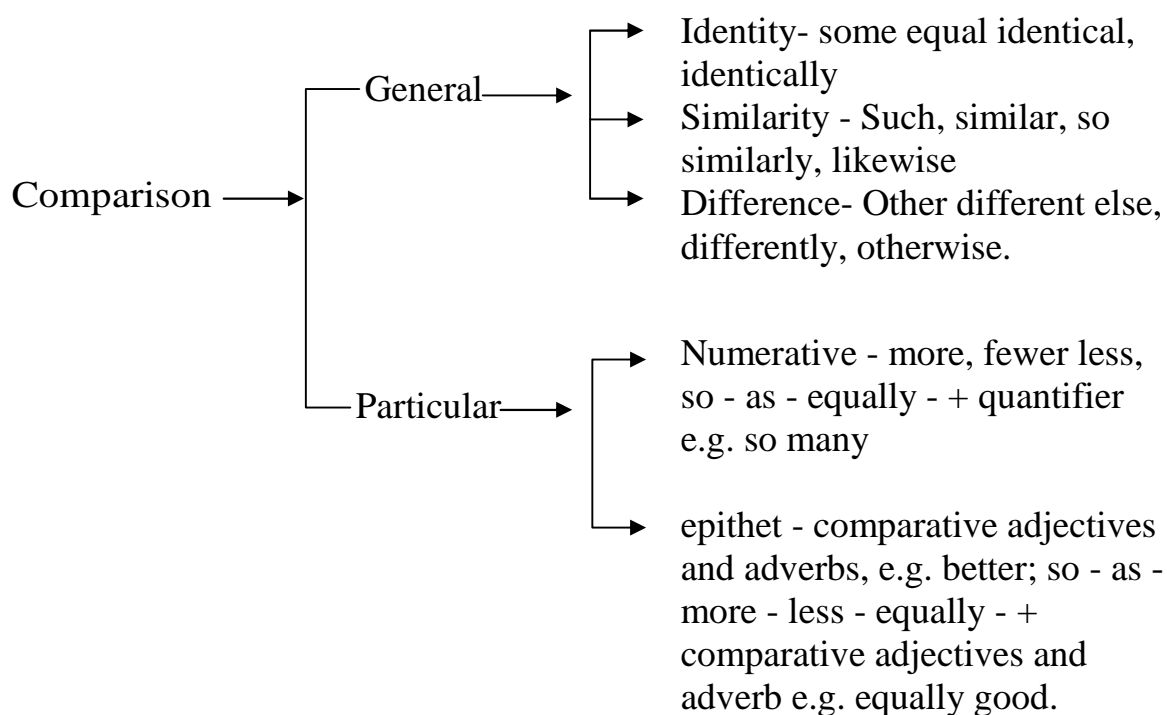 Comparison
General
Identity- some equal identical,
identically
Similarity - Such, similar, so
similarly, likewise
Difference- Other different else,
differently, otherwise.
Particular
Numerative - more, fewer less,
so - as - equally - + quantifier
e.g. so many
epithet - comparative adjectives
and adverbs, e.g. better; so - as -
more - less - equally - +
comparative adjectives and
adverb e.g. equally good.